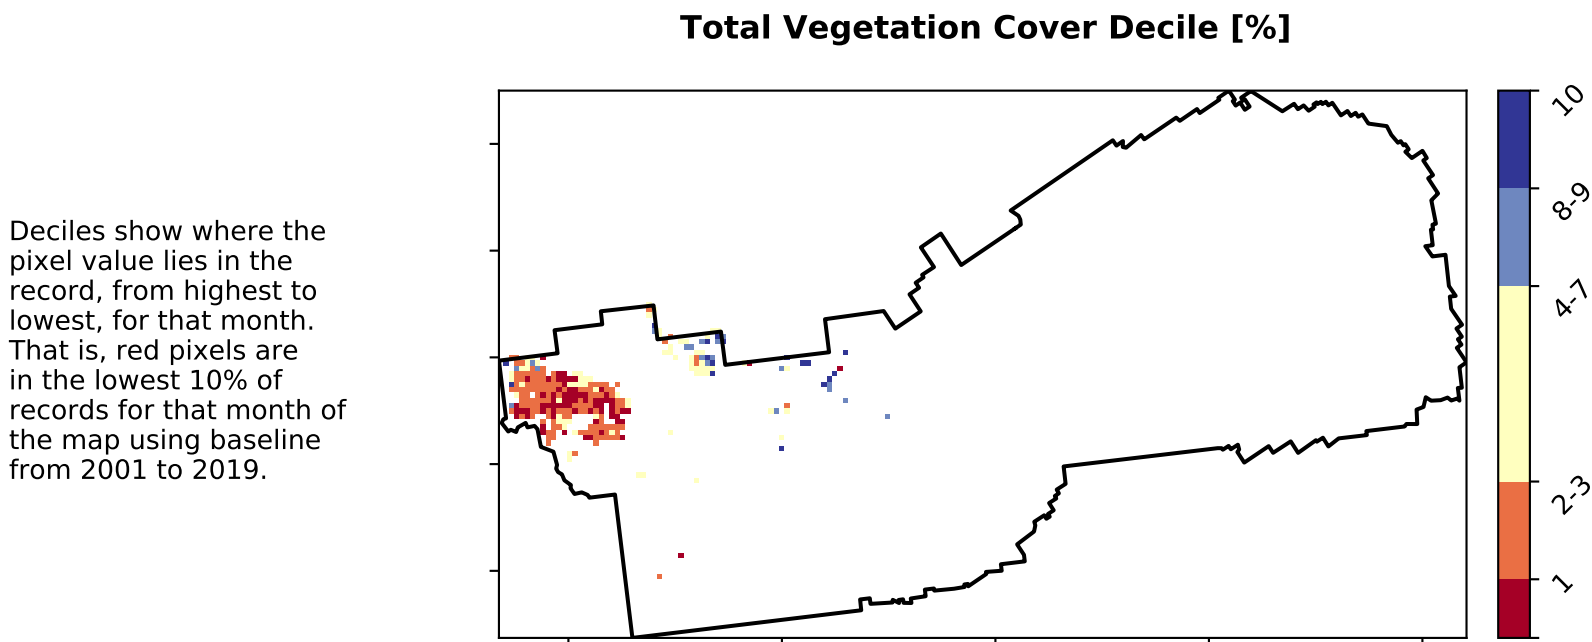 Total Vegetation Cover Decile [%]
Deciles show where the
pixel value lies in the
record, from highest to
lowest, for that month.
That is, red pixels are
in the lowest 10% of
records for that month of
the map using baseline
from 2001 to 2019.
10
8-9
4-7
2-3
1